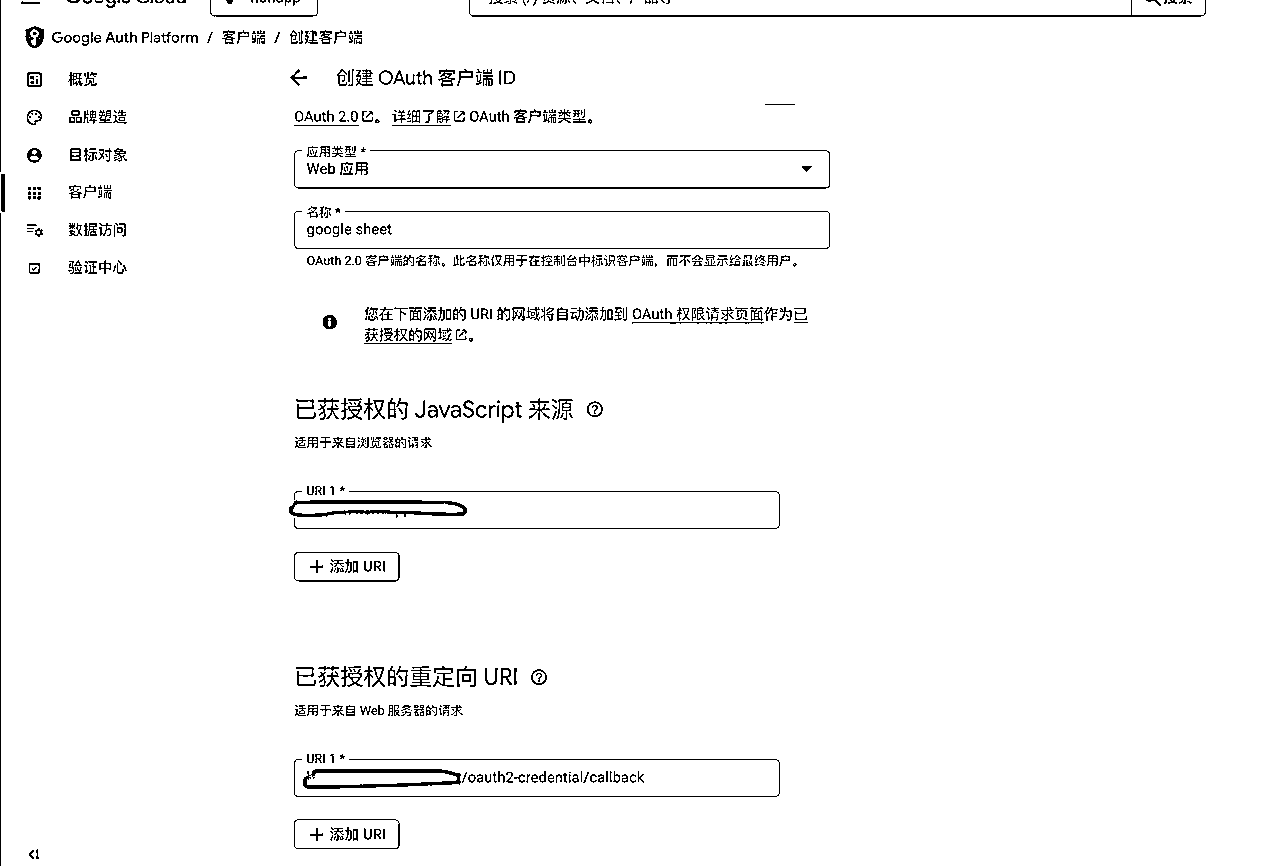 Google Cloud
Google Auth Platform / 客户端 / 创建客户端
概览
品牌塑造
目标对象
客户端
数据访问
验证中心
创建 OAuth 客户端 ID
OAuth 2.0。 详细了解 OAuth 客户端类型。
应用类型 *
Web 应用
名称 *
google sheet
OAuth 2.0 客户端的名称。此名称仅用于在控制台中标识客户端，而不会显示给最终用户。
您在下面添加的 URI 的网域将自动添加到 OAuth 权限请求页面作为已
获授权的网域。
已获授权的 JavaScript 来源
适用于来自浏览器的请求
URI 1 *
+ 添加 URI
已获授权的重定向 URI
适用于来自 Web 服务器的请求
URI 1 *
/oauth2-credential/callback
+ 添加 URI